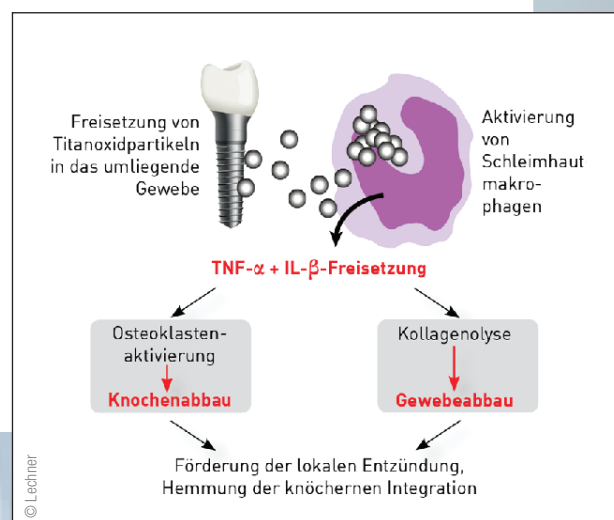 Freisetzung von
Titanoxidpartikeln
in das umliegende
Gewebe
Aktivierung
von
Schleimhaut
makro-
phagen
TNF-α + IL-β-Freisetzung
Osteoklasten-
aktivierung
Knochenabbau
Kollagenolyse
Gewebeabbau
Förderung der lokalen Entzündung,
Hemmung der knöchernen Integration
© Lechner